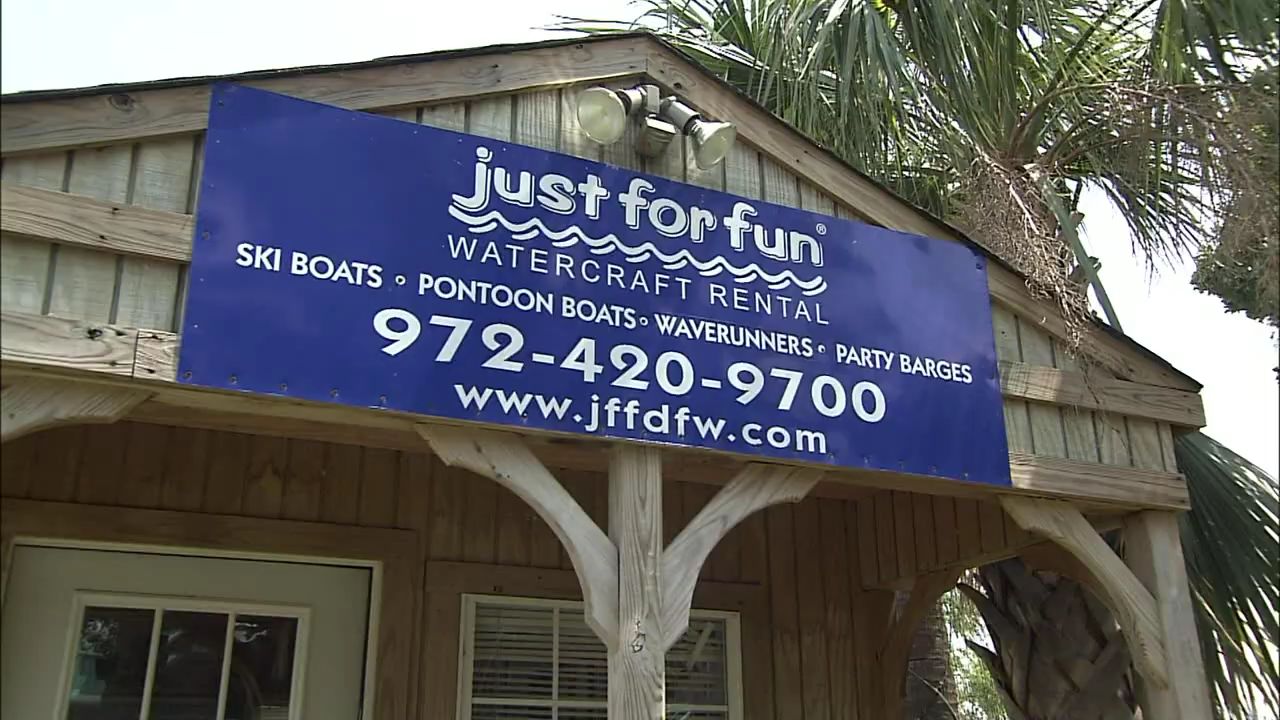 just for fun®
WATERCRAFT RENTAL
SKI BOATS ∘ PONTOON BOATS ∘ WAVERUNNERS ∘ PARTY BARGES
972-420-9700
www.jffdfw.com